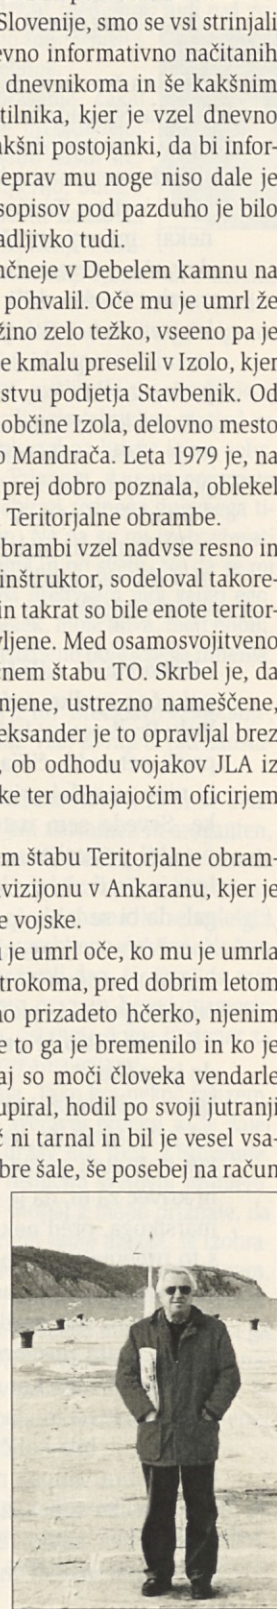 Slovenije, smo se vsi strinjali
evno informativno načitanih
dnevnikoma in še kakšnim
tilnika, kjer je vzel dnevno
kšni postojanki, da bi infor-
eprav mu noge niso dale je
sopisov pod pazduho je bilo
adljivko tudi.
nčneje v Debelem kamnu na
pohvalil. Oče mu je umrl že
žino zelo težko, vseeno pa je
e kmalu preselil v Izolo, kjer
stvu podjetja Stavbenik. Od
občine Izola, delovno mesto
o Mandrača. Leta 1979 je, na
prej dobro poznala, oblekel
Teritorjalne obrambe.
brambi vzel nadvse resno in
inštruktor, sodeloval takore-
in takrat so bile enote teritor-
vljene. Med osamosvojitveno
čnem štabu TO. Skrbel je, da
njene, ustrezno nameščene,
eksander je to opravljal brez
, ob odhodu vojakov JLA iz
ke ter odhajajočim oficirjem
m štabu Teritorjalne obram-
ivizijonu v Ankaranu, kjer je
e vojske.
u je umrl oče, ko mu je umrla
trokoma, pred dobrim letom
no prizadeto hčerko, njenim
e to ga je bremenilo in ko je
aj so moči človeka vendarle
upiral, hodil po svoji jutranji
č ni tarnal in bil je vesel vsa-
bre šale, še posebej na račun